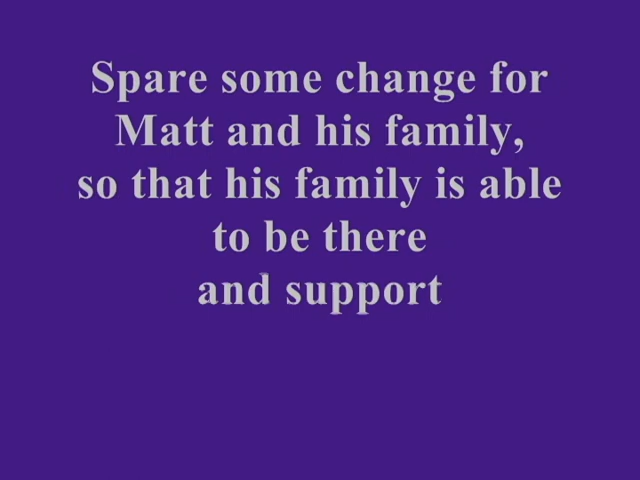 Spare some change for
Matt and his family,
so that his family is able
to be there
and support